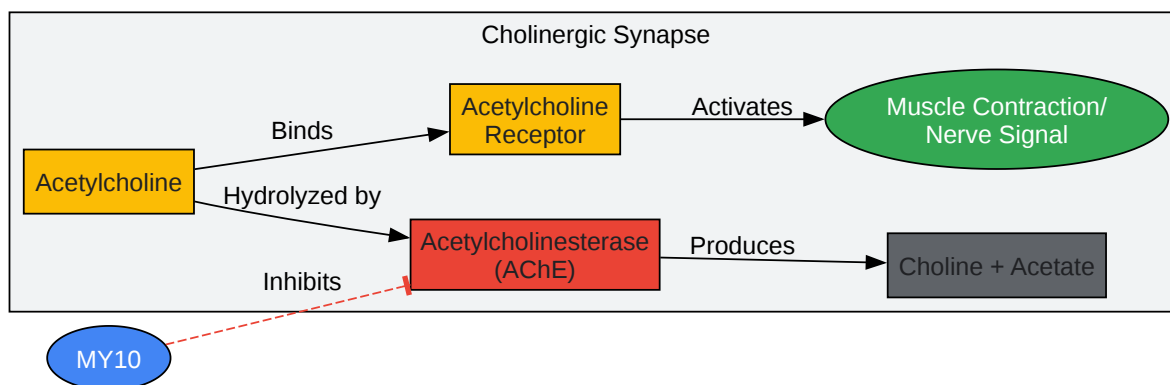 Cholinergic Synapse
Acetylcholine
Binds
Acetylcholine
Receptor
Activates
Muscle Contraction/
Nerve Signal
Hydrolyzed by
Acetylcholinesterase
(AChE)
Produces
Choline + Acetate
Inhibits
MY10